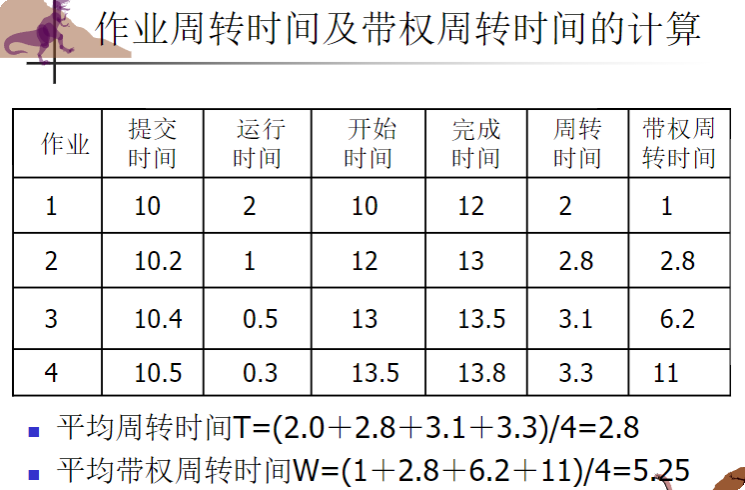 作业周转时间及带权周转时间的计算
作业 提交时间 运行时间 开始时间 完成时间 周转时间 带权周转时间
1 10 2 10 12 2 1
2 10.2 1 12 13 2.8 2.8
3 10.4 0.5 13 13.5 3.1 6.2
4 10.5 0.3 13.5 13.8 3.3 11
■ 平均周转时间T=(2.0+2.8+3.1+3.3)/4=2.8
■ 平均带权周转时间W=(1+2.8+6.2+11)/4=5.25